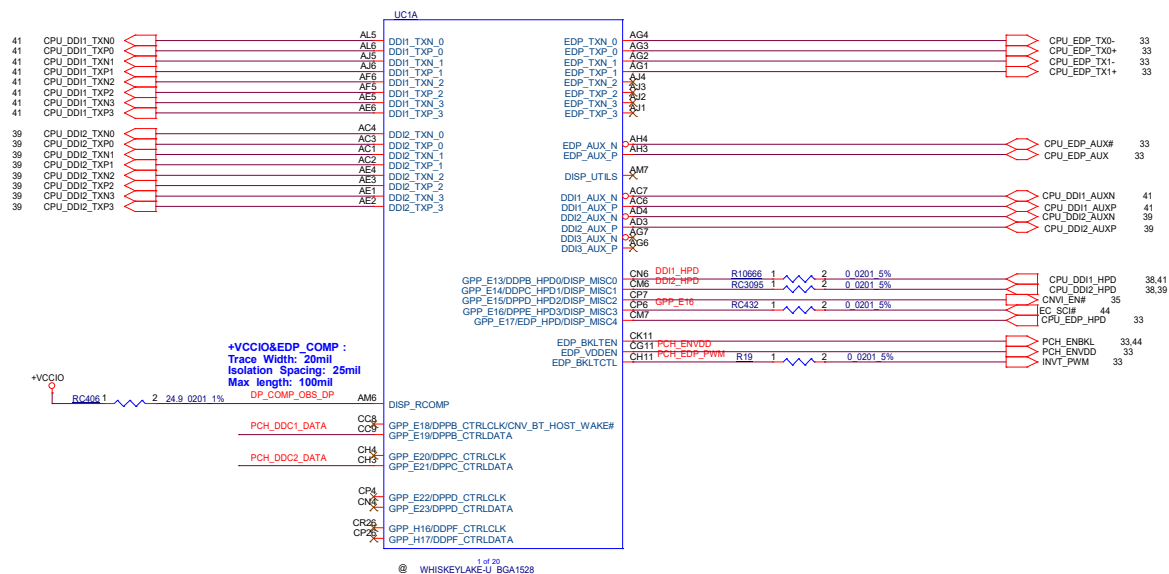 UC1A
41 CPU_DDI1_TXN0 AL5 DDI1_TXN_0
41 CPU_DDI1_TXP0 AL6 DDI1_TXP_0
41 CPU_DDI1_TXN1 AJ5 DDI1_TXN_1
41 CPU_DDI1_TXP1 AJ6 DDI1_TXP_1
41 CPU_DDI1_TXN2 AF6 DDI1_TXN_2
41 CPU_DDI1_TXP2 AF5 DDI1_TXP_2
41 CPU_DDI1_TXN3 AE5 DDI1_TXN_3
41 CPU_DDI1_TXP3 AE6 DDI1_TXP_3
39 CPU_DDI2_TXN0 AC4 DDI2_TXN_0
39 CPU_DDI2_TXP0 AC3 DDI2_TXP_0
39 CPU_DDI2_TXN1 AC1 DDI2_TXN_1
39 CPU_DDI2_TXP1 AC2 DDI2_TXP_1
39 CPU_DDI2_TXN2 AE4 DDI2_TXN_2
39 CPU_DDI2_TXP2 AE3 DDI2_TXP_2
39 CPU_DDI2_TXN3 AE1 DDI2_TXN_3
39 CPU_DDI2_TXP3 AE2 DDI2_TXP_3
EDP_TXN_0 AG4 CPU_EDP_TX0- 33
EDP_TXP_0 AG3 CPU_EDP_TX0+ 33
EDP_TXN_1 AG2 CPU_EDP_TX1- 33
EDP_TXP_1 AG1 CPU_EDP_TX1+ 33
EDP_TXN_2 AJ4
EDP_TXP_2 AJ3
EDP_TXN_3 AJ2
EDP_TXP_3 AJ1
EDP_AUX_N AH4 CPU_EDP_AUX# 33
EDP_AUX_P AH3 CPU_EDP_AUX 33
DISP_UTILS AM7
DDI1_AUX_N AC7 CPU_DDI1_AUXN 41
DDI1_AUX_P AC6 CPU_DDI1_AUXP 41
DDI2_AUX_N AD4 CPU_DDI2_AUXN 39
DDI2_AUX_P AD3 CPU_DDI2_AUXP 39
DDI3_AUX_N AG7
DDI3_AUX_P AG6
GPP_E13/DDPB_HPD0/DISP_MISC0 CN6 DDI1_HPD R10666 1 2 0_0201_5% CPU_DDI1_HPD 38,41
GPP_E14/DDPC_HPD1/DISP_MISC1 CM6 DDI2_HPD RC3095 1 2 0_0201_5% CPU_DDI2_HPD 38,39
GPP_E15/DPPD_HPD2/DISP_MISC2 CP7 CNVI_EN# 35
GPP_E16/DPPE_HPD3/DISP_MISC3 CP6 GPP_E16 RC432 1 2 0_0201_5% EC_SCI# 44
GPP_E17/EDP_HPD/DISP_MISC4 CM7 CPU_EDP_HPD 33
EDP_BKLTEN CK11 PCH_ENBKL 33,44
EDP_VDDEN CG11 PCH_ENVDD PCH_ENVDD 33
EDP_BKLTCTL CH11 PCH_EDP_PWM R19 1 2 0_0201_5% INVT_PWM 33
+VCCIO&EDP_COMP :
Trace Width: 20mil
Isolation Spacing: 25mil
Max length: 100mil
+VCCIO
RC406 1 2 24.9_0201_1% DP_COMP_OBS_DP AM6 DISP_RCOMP
CC8 GPP_E18/DPPB_CTRLCLK/CNV_BT_HOST_WAKE#
PCH_DDC1_DATA CC9 GPP_E19/DPPB_CTRLDATA
CH4 GPP_E20/DPPC_CTRLCLK
PCH_DDC2_DATA CH3 GPP_E21/DPPC_CTRLDATA
CP4 GPP_E22/DPPD_CTRLCLK
CN4 GPP_E23/DPPD_CTRLDATA
CR26 GPP_H16/DDPF_CTRLCLK
CP26 GPP_H17/DDPF_CTRLDATA
1 of 20
@ WHISKEYLAKE-U_BGA1528